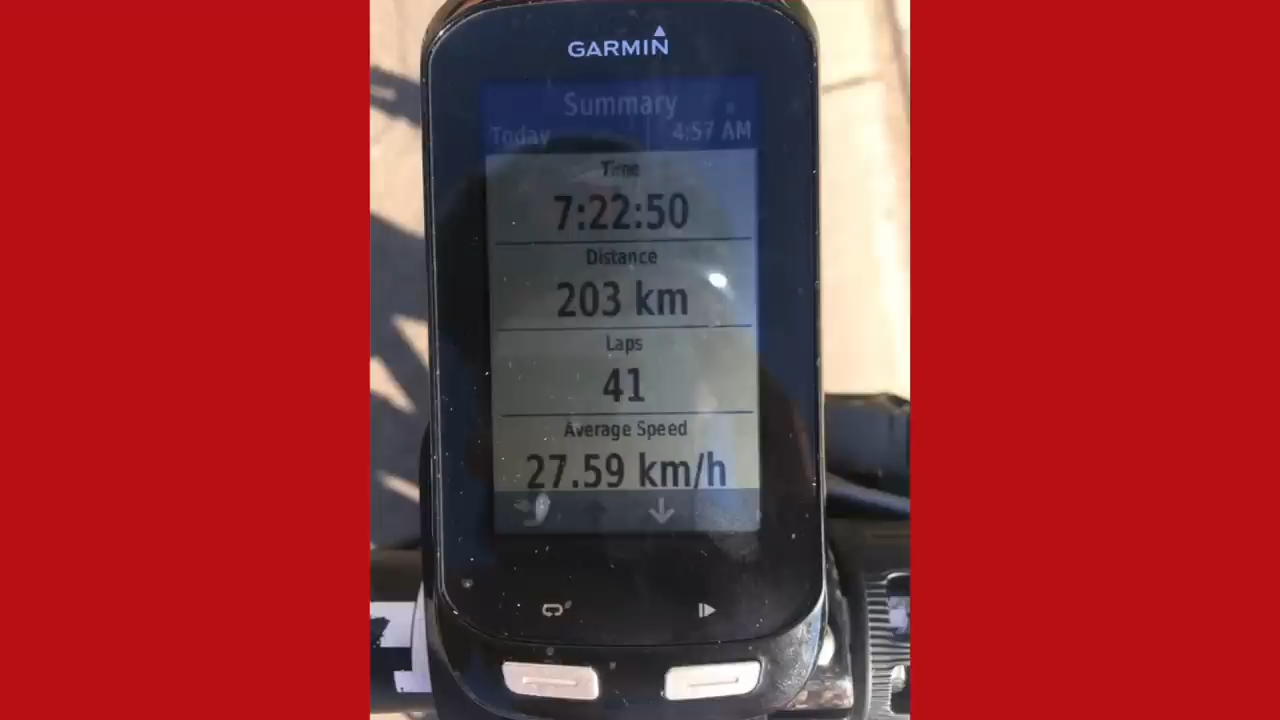 GARMIN
Summary
Today 4:57 AM
Time
7:22:50
Distance
203 km
Laps
41
Average Speed
27.59 km/h